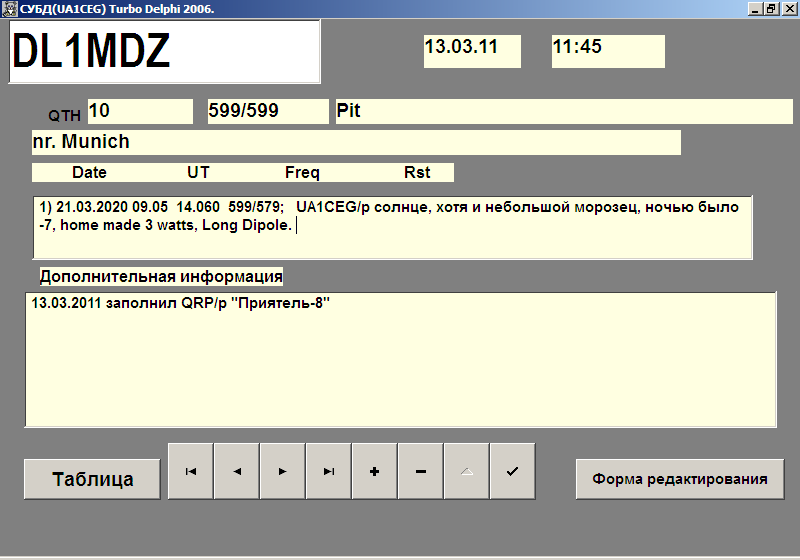 СУБД(UA1CEG) Turbo Delphi 2006.
DL1MDZ
13.03.11 11:45
QTH 10 599/599 Pit
nr. Munich
Date UT Freq Rst
1) 21.03.2020 09.05 14.060 599/579; UA1CEG/p солнце, хотя и небольшой морозец, ночью было
-7, home made 3 watts, Long Dipole.
Дополнительная информация
13.03.2011 заполнил QRP/p "Приятель-8"
Таблица
Форма редактирования